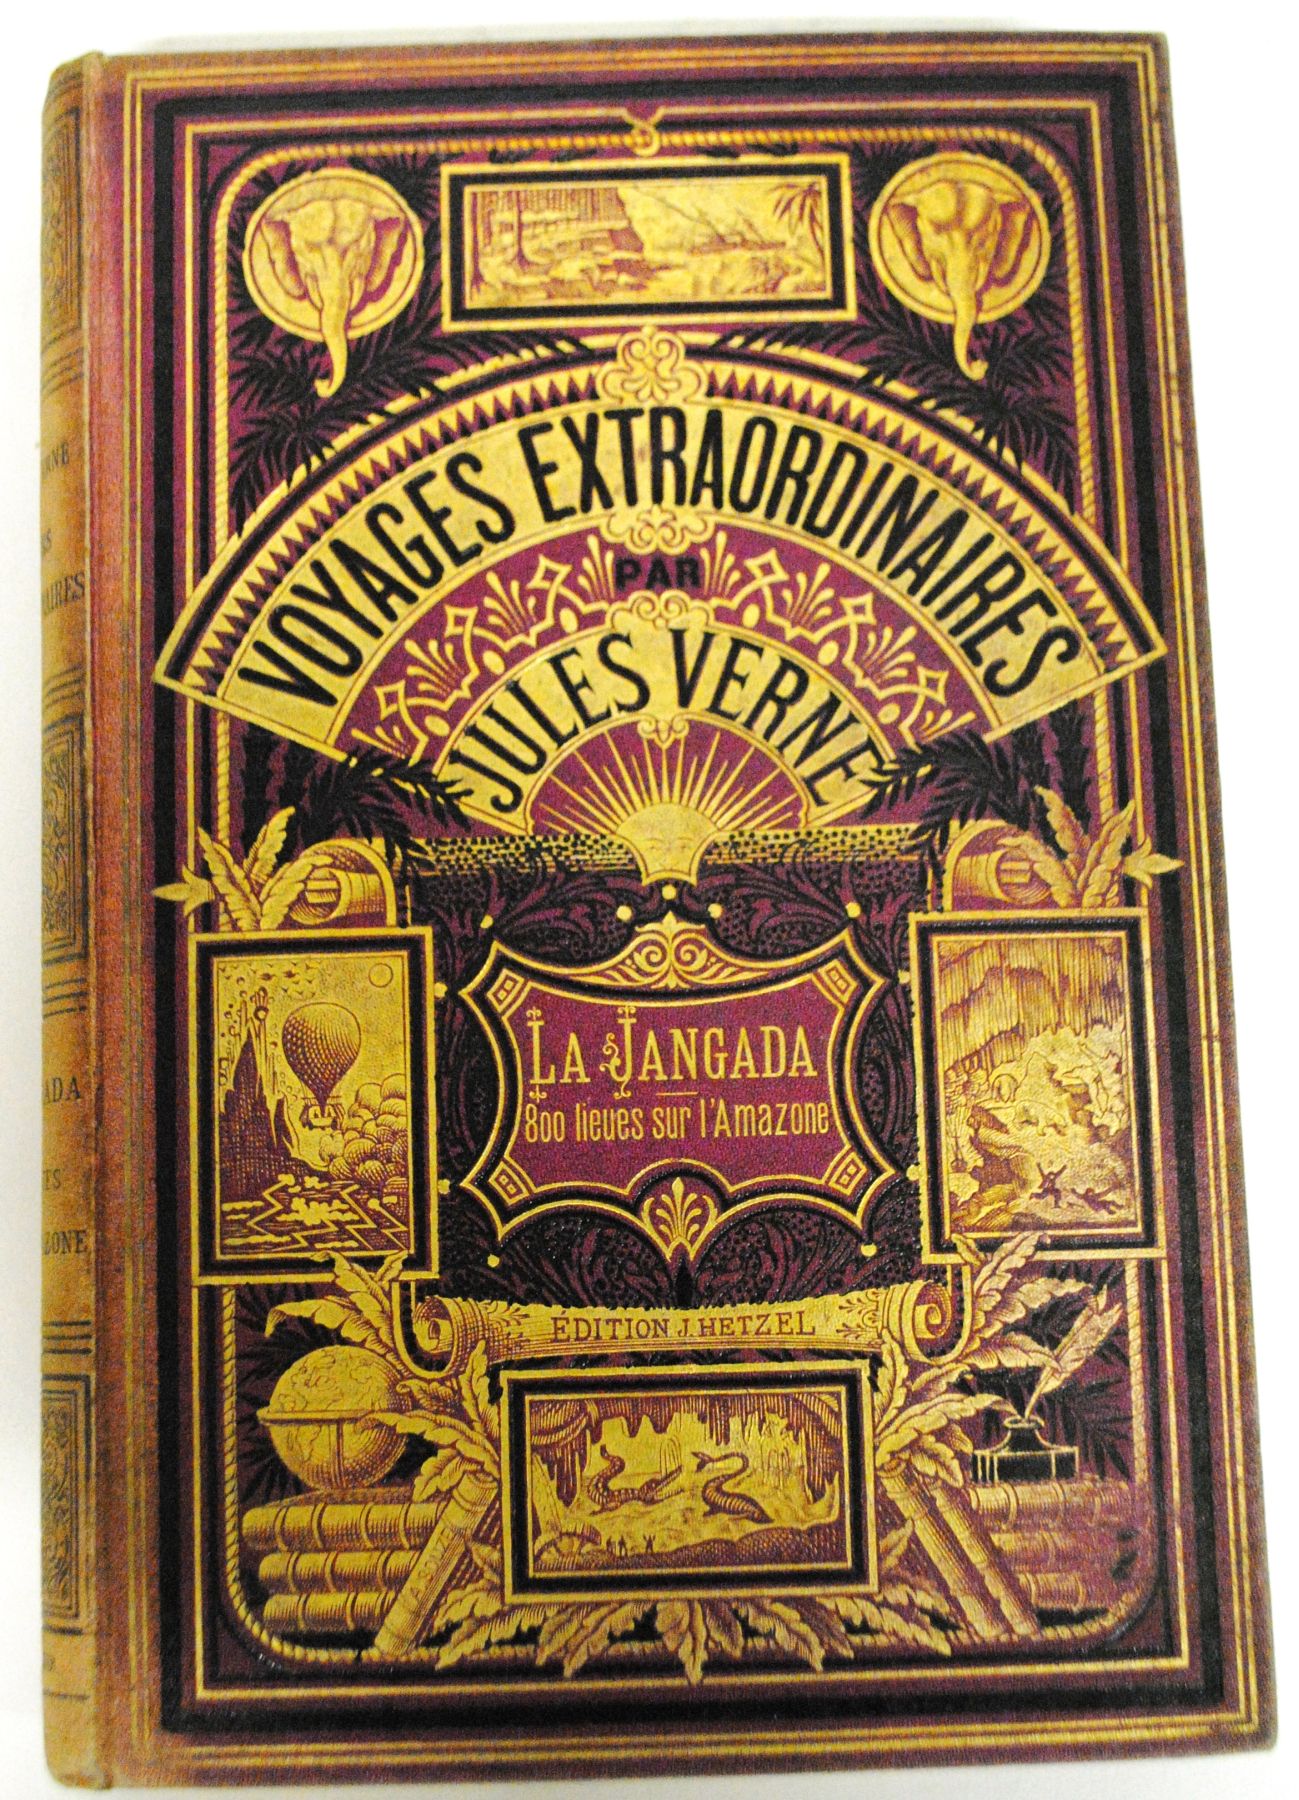 VOYAGES EXTRAORDINAIRES
PAR
JULES VERNE
LA JANGADA
800 lieues sur l'Amazone
ÉDITION J. HETZEL